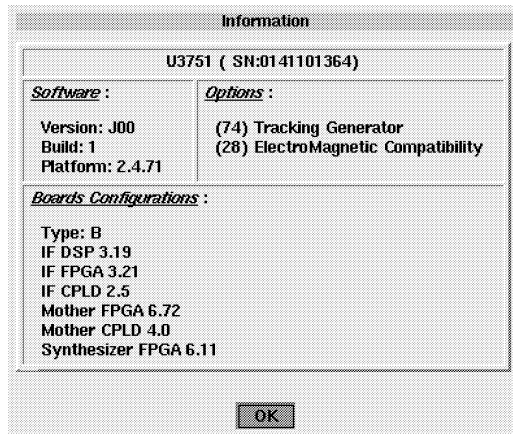 Information
U3751 ( SN:0141101364)
Software :
Version: J00
Build: 1
Platform: 2.4.71
Options :
(74) Tracking Generator
(28) ElectroMagnetic Compatibility
Boards Configurations :
Type: B
IF DSP 3.19
IF FPGA 3.21
IF CPLD 2.5
Mother FPGA 6.72
Mother CPLD 4.0
Synthesizer FPGA 6.11
OK